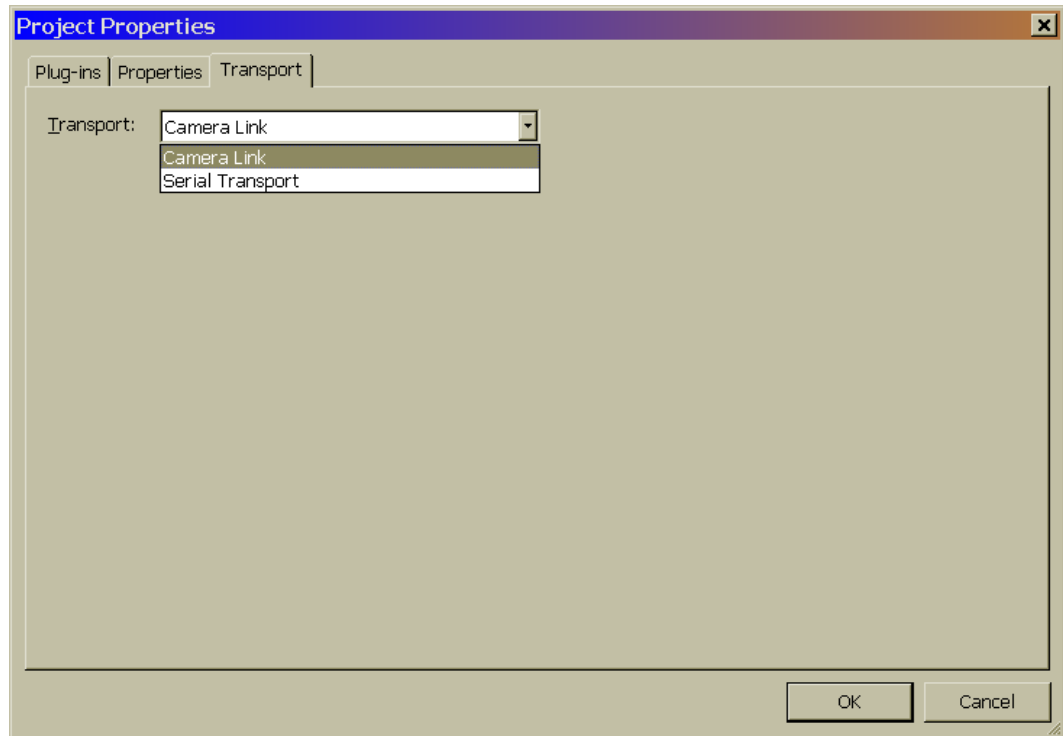 Project Properties
Plug-ins Properties Transport
Transport: Camera Link
Camera Link
Serial Transport
OK Cancel